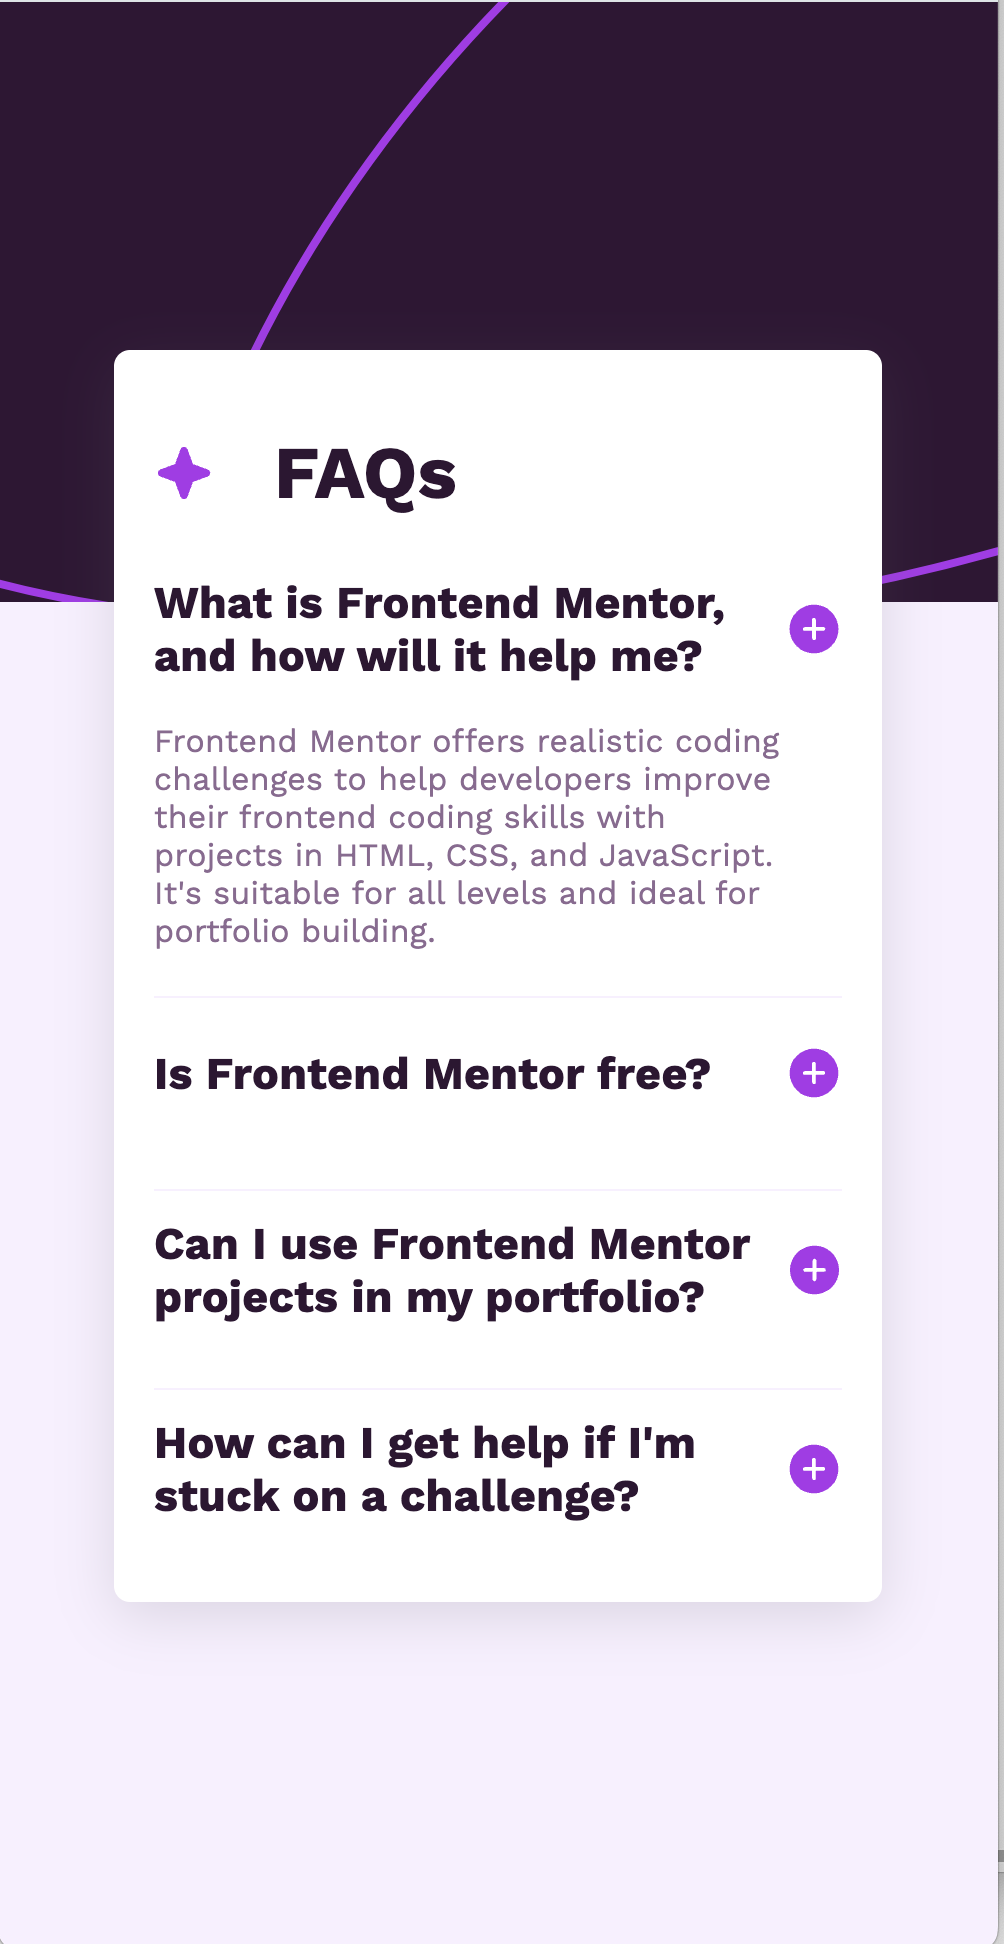 FAQs
What is Frontend Mentor,
and how will it help me?
Frontend Mentor offers realistic coding
challenges to help developers improve
their frontend coding skills with
projects in HTML, CSS, and JavaScript.
It's suitable for all levels and ideal for
portfolio building.
Is Frontend Mentor free?
Can I use Frontend Mentor
projects in my portfolio?
How can I get help if I'm
stuck on a challenge?